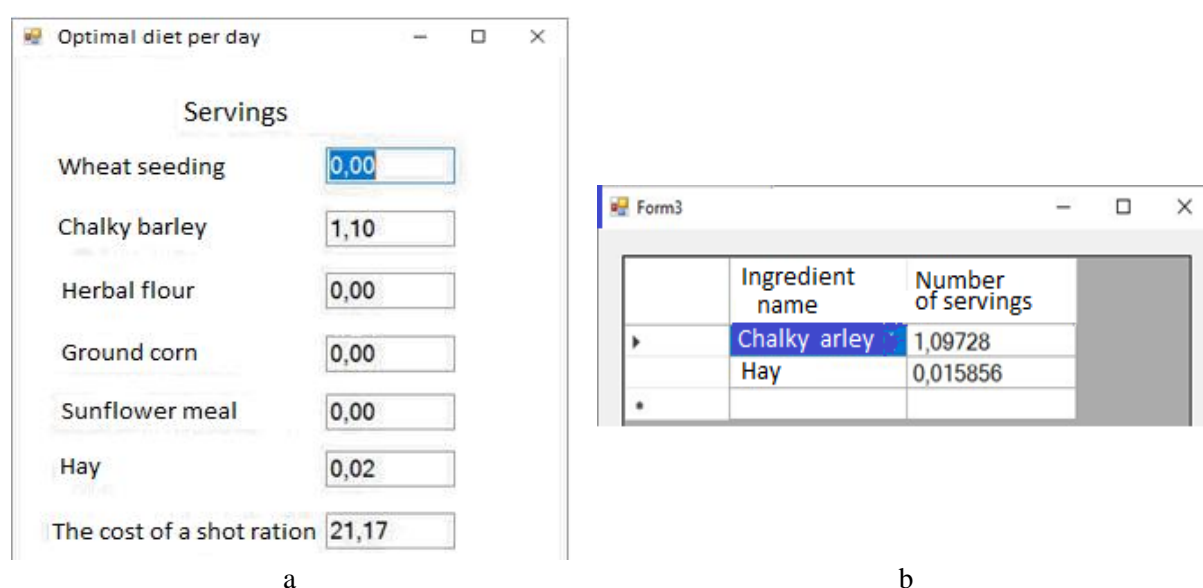 Optimal diet per day
Servings
Wheat seeding 0,00
Chalky barley 1,10
Herbal flour 0,00
Ground corn 0,00
Sunflower meal 0,00
Hay 0,02
The cost of a shot ration 21,17
a
Form3
Ingredient name Number of servings
Chalky arley 1,09728
Hay 0,015856
b